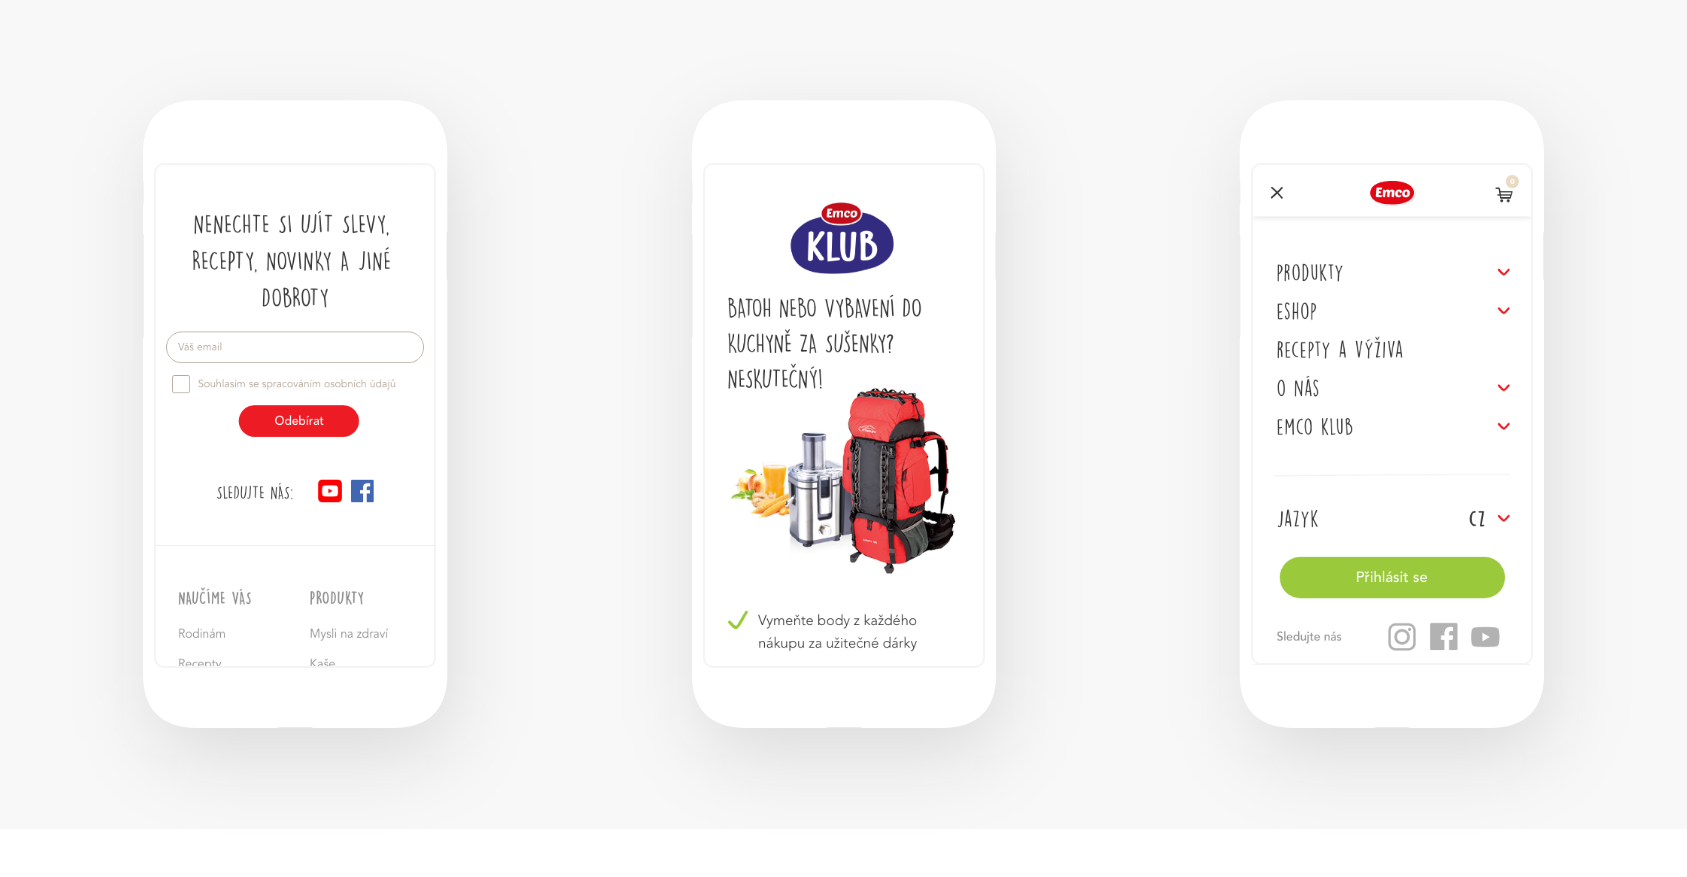 NENECHTE SI UJÍT SLEVY,
RECEPTY, NOVINKY A JINÉ
DOBROTY
Váš email
Souhlasím se spracováním osobních údajů
Odebírat
SLEDUJTE NÁS:
NAUČÍME VÁS
PRODUKTY
Rodinám
Mysli na zdraví
Recepty
Kaše
Emco
KLUB
BATOH NEBO VYBAVENÍ DO
KUCHYNĚ ZA SUŠENKY?
NESKUTEČNÝ!
Vymeňte body z každého
nákupu za užitečné dárky
Emco
0
PRODUKTY
ESHOP
RECEPTY A VÝŽIVA
O NÁS
EMCO KLUB
JAZYK
CZ
Přihlásit se
Sledujte nás